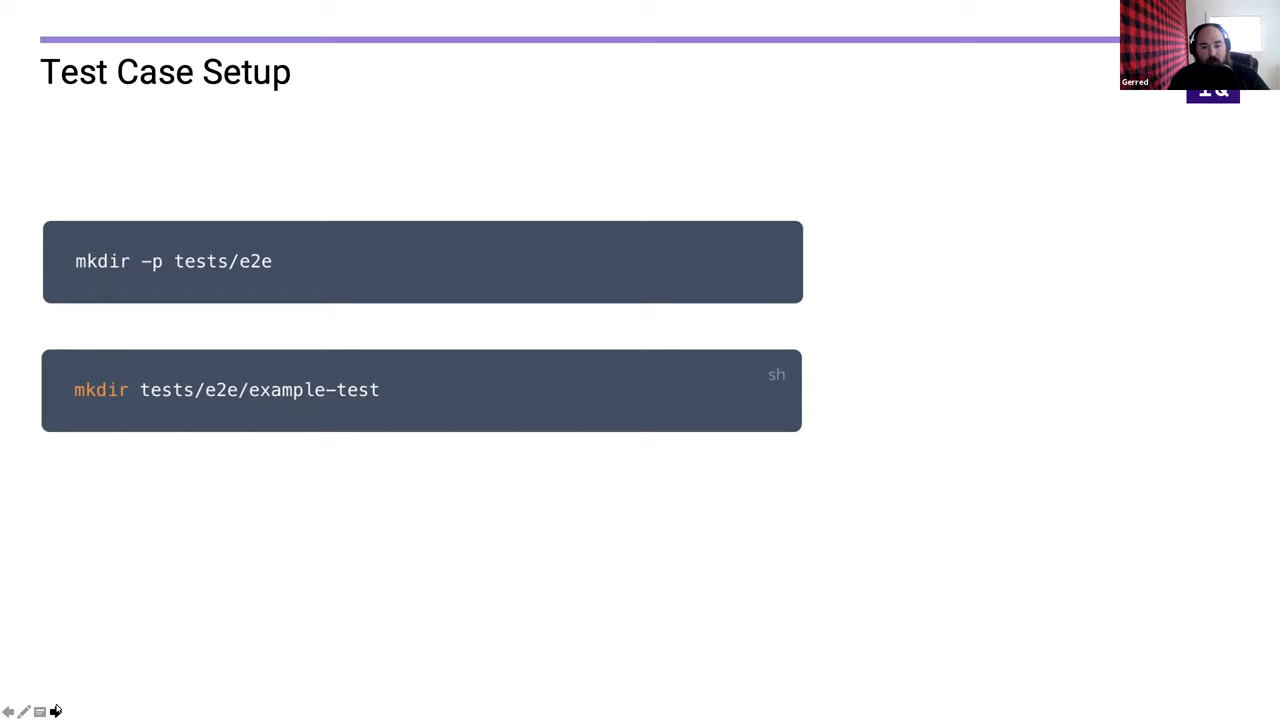 Test Case Setup
Gerred
mkdir -p tests/e2e
sh
mkdir tests/e2e/example-test